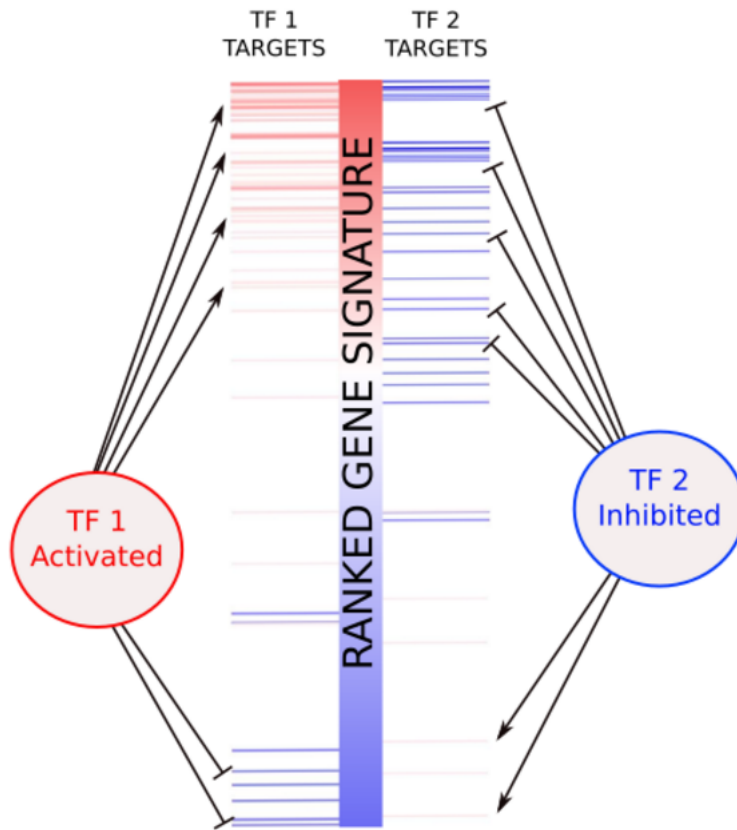 TF 1
TARGETS
TF 2
TARGETS
RANKED GENE SIGNATURE
TF 1
Activated
TF 2
Inhibited